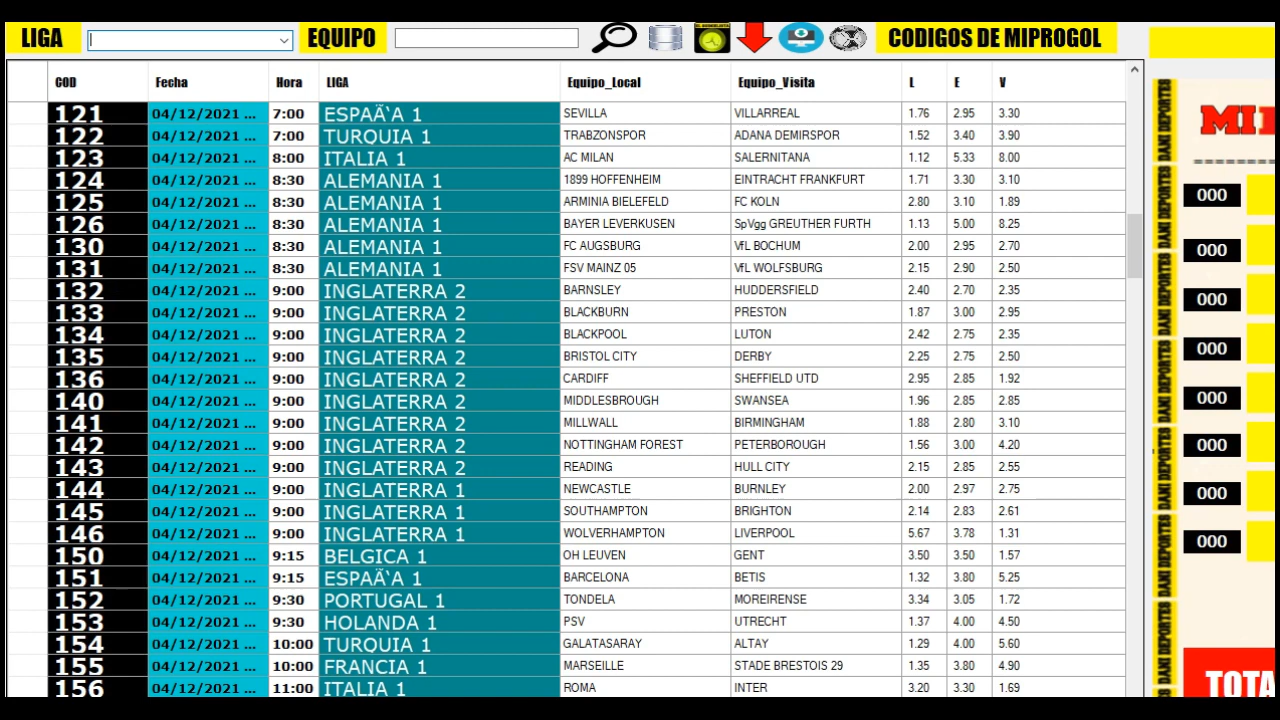 LIGA EQUIPO CODIGOS DE MIPROGOL
COD Fecha Hora LIGA Equipo_Local Equipo_Visita L E V
121 04/12/2021 ... 7:00 ESPAÃ‘A 1 SEVILLA VILLARREAL 1.76 2.95 3.30
122 04/12/2021 ... 7:00 TURQUIA 1 TRABZONSPOR ADANA DEMIRSPOR 1.52 3.40 3.90
123 04/12/2021 ... 8:00 ITALIA 1 AC MILAN SALERNITANA 1.12 5.33 8.00
124 04/12/2021 ... 8:30 ALEMANIA 1 1899 HOFFENHEIM EINTRACHT FRANKFURT 1.71 3.30 3.10
125 04/12/2021 ... 8:30 ALEMANIA 1 ARMINIA BIELEFELD FC KOLN 2.80 3.10 1.89
126 04/12/2021 ... 8:30 ALEMANIA 1 BAYER LEVERKUSEN SpVgg GREUTHER FURTH 1.13 5.00 8.25
130 04/12/2021 ... 8:30 ALEMANIA 1 FC AUGSBURG VfL BOCHUM 2.00 2.95 2.70
131 04/12/2021 ... 8:30 ALEMANIA 1 FSV MAINZ 05 VfL WOLFSBURG 2.15 2.90 2.50
132 04/12/2021 ... 9:00 INGLATERRA 2 BARNSLEY HUDDERSFIELD 2.40 2.70 2.35
133 04/12/2021 ... 9:00 INGLATERRA 2 BLACKBURN PRESTON 1.87 3.00 2.95
134 04/12/2021 ... 9:00 INGLATERRA 2 BLACKPOOL LUTON 2.42 2.75 2.35
135 04/12/2021 ... 9:00 INGLATERRA 2 BRISTOL CITY DERBY 2.25 2.75 2.50
136 04/12/2021 ... 9:00 INGLATERRA 2 CARDIFF SHEFFIELD UTD 2.95 2.85 1.92
140 04/12/2021 ... 9:00 INGLATERRA 2 MIDDLESBROUGH SWANSEA 1.96 2.85 2.85
141 04/12/2021 ... 9:00 INGLATERRA 2 MILLWALL BIRMINGHAM 1.88 2.80 3.10
142 04/12/2021 ... 9:00 INGLATERRA 2 NOTTINGHAM FOREST PETERBOROUGH 1.56 3.00 4.20
143 04/12/2021 ... 9:00 INGLATERRA 2 READING HULL CITY 2.15 2.85 2.55
144 04/12/2021 ... 9:00 INGLATERRA 1 NEWCASTLE BURNLEY 2.00 2.97 2.75
145 04/12/2021 ... 9:00 INGLATERRA 1 SOUTHAMPTON BRIGHTON 2.14 2.83 2.61
146 04/12/2021 ... 9:00 INGLATERRA 1 WOLVERHAMPTON LIVERPOOL 5.67 3.78 1.31
150 04/12/2021 ... 9:15 BELGICA 1 OH LEUVEN GENT 3.50 3.50 1.57
151 04/12/2021 ... 9:15 ESPAÃ‘A 1 BARCELONA BETIS 1.32 3.80 5.25
152 04/12/2021 ... 9:30 PORTUGAL 1 TONDELA MOREIRENSE 3.34 3.05 1.72
153 04/12/2021 ... 9:30 HOLANDA 1 PSV UTRECHT 1.37 4.00 4.50
154 04/12/2021 ... 10:00 TURQUIA 1 GALATASARAY ALTAY 1.29 4.00 5.60
155 04/12/2021 ... 10:00 FRANCIA 1 MARSEILLE STADE BRESTOIS 29 1.35 3.80 4.90
156 04/12/2021 ... 11:00 ITALIA 1 ROMA INTER 3.20 3.30 1.69
DANI DEPORTES
DANI DEPORTES
DANI DEPORTES
DANI DEPORTES
DANI DEPORTES
DANI DEPORTES
DANI DEPORTES
MI
000
000
000
000
000
000
000
000
TOTA